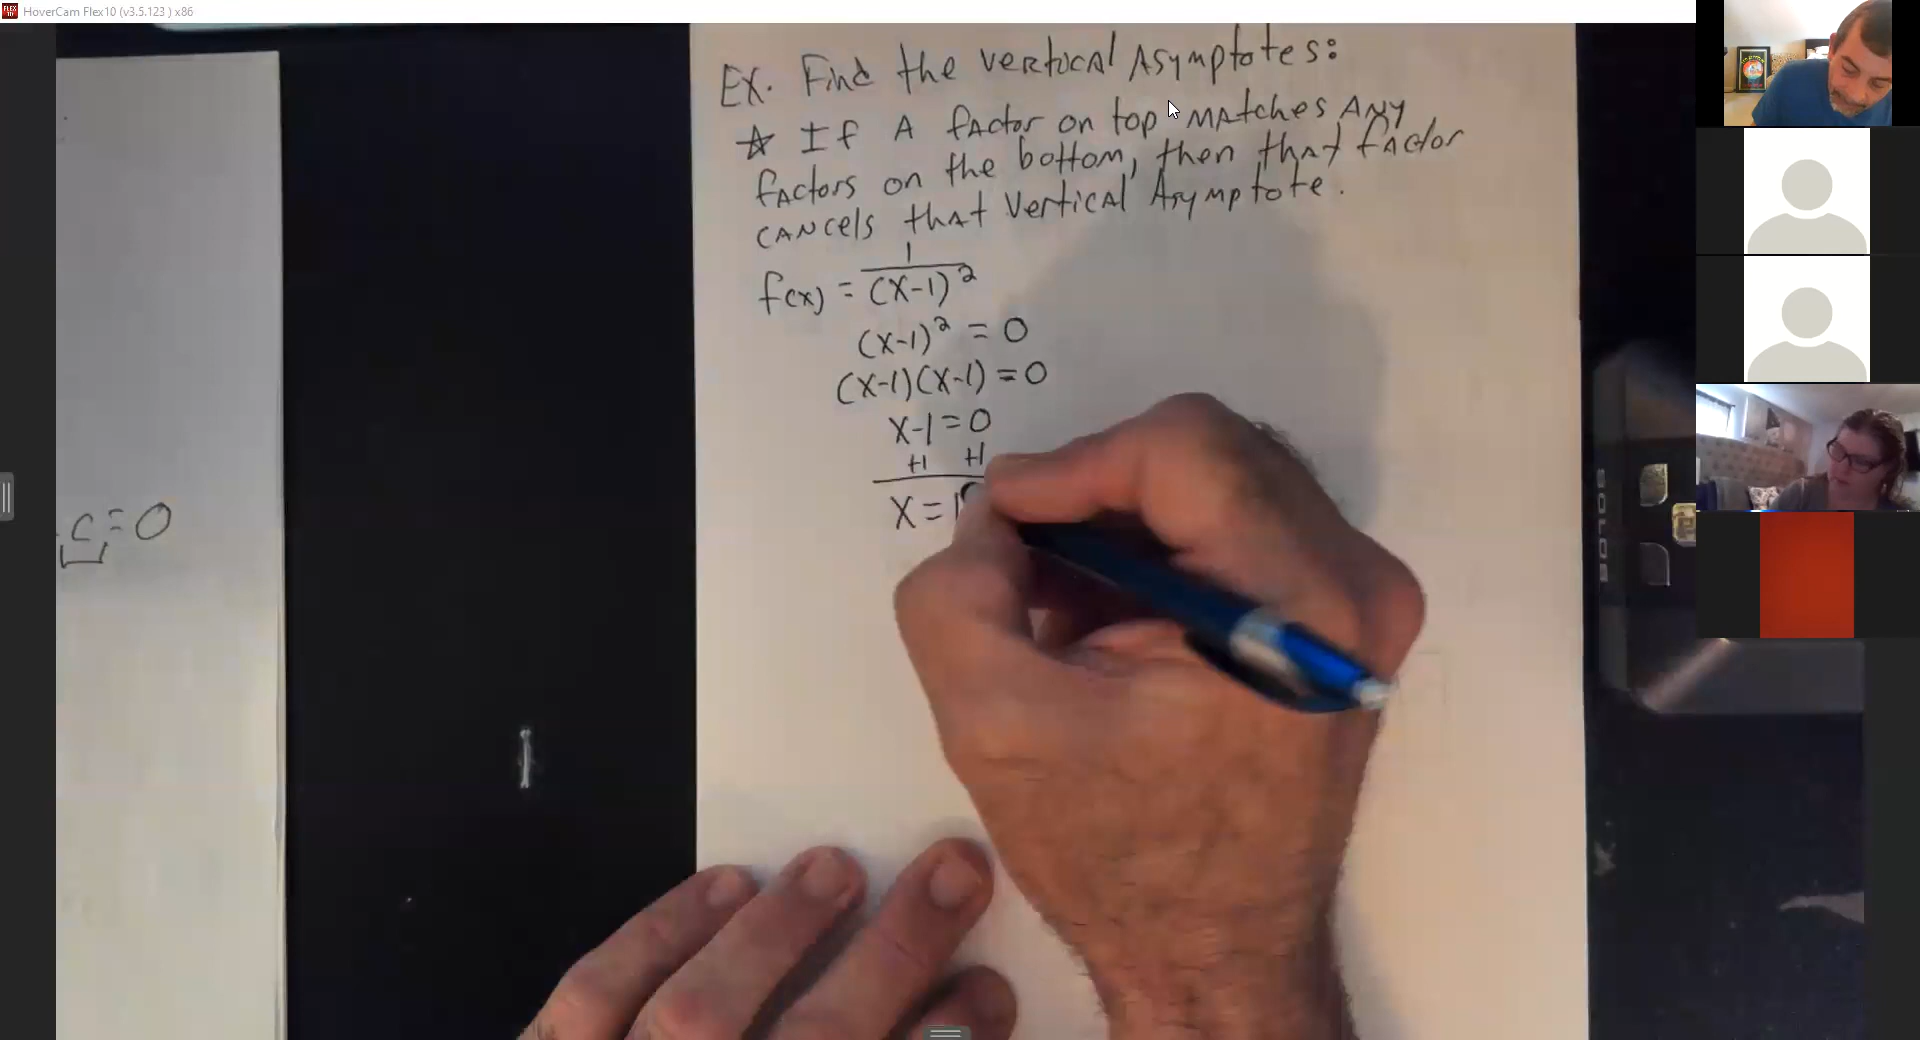 HoverCam Flex10 (v3.5.123 ) x86
EX. Find the vertical Asymptotes:
☆ If A factor on top matches Any
factors on the bottom, then that factor
cancels that vertical Asymptote.
f(x) = 1/(x-1)²
(x-1)² = 0
(x-1)(x-1) = 0
x-1=0
+1 +1
x=1
c=0